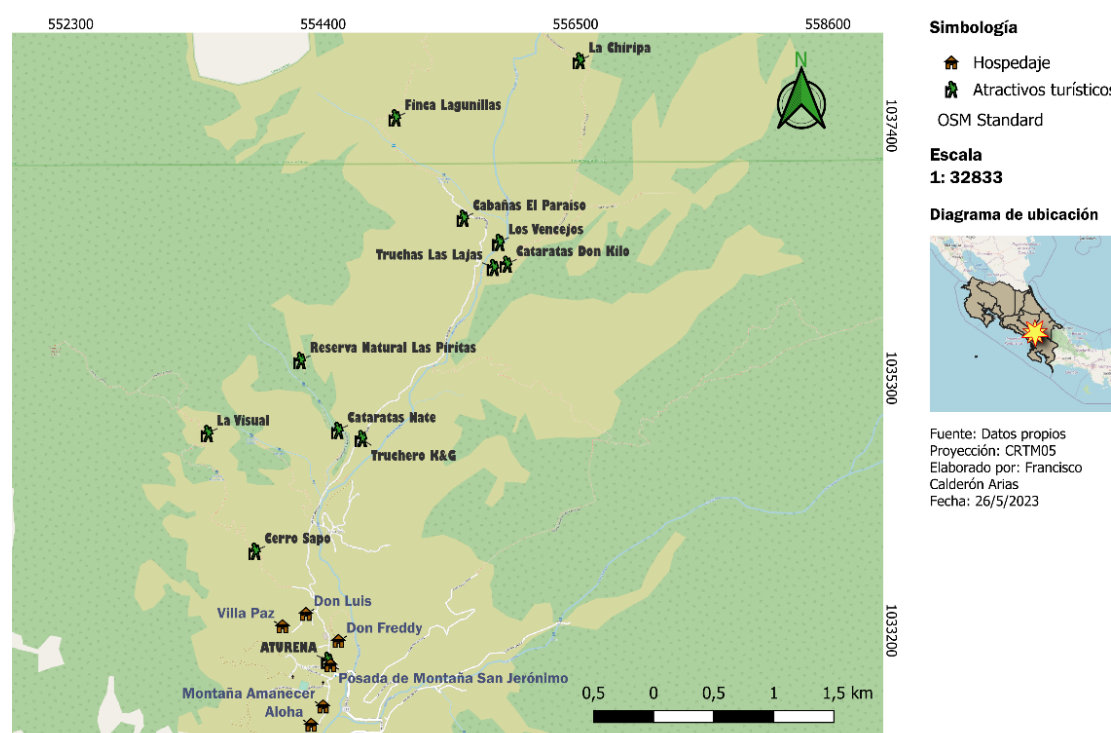 552300
554400
556500
558600
La Chiripa
Finca Lagunillas
N
1037400
Cabañas El Paraíso
Los Vencejos
Truchas Las Lajas
Cataratas Don Kilo
Reserva Natural Las Piritas
1035300
La Visual
Cataratas Nate
Truchero K&G
Cerro Sapo
Don Luis
Villa Paz
Don Freddy
1033200
ATURENA
Posada de Montaña San Jerónimo
Montaña Amanecer
Aloha
0,5 0 0,5 1 1,5 km
Simbología
Hospedaje
Atractivos turísticos
OSM Standard
Escala
1: 32833
Diagrama de ubicación
Fuente: Datos propios
Proyección: CRTM05
Elaborado por: Francisco
Calderón Arias
Fecha: 26/5/2023